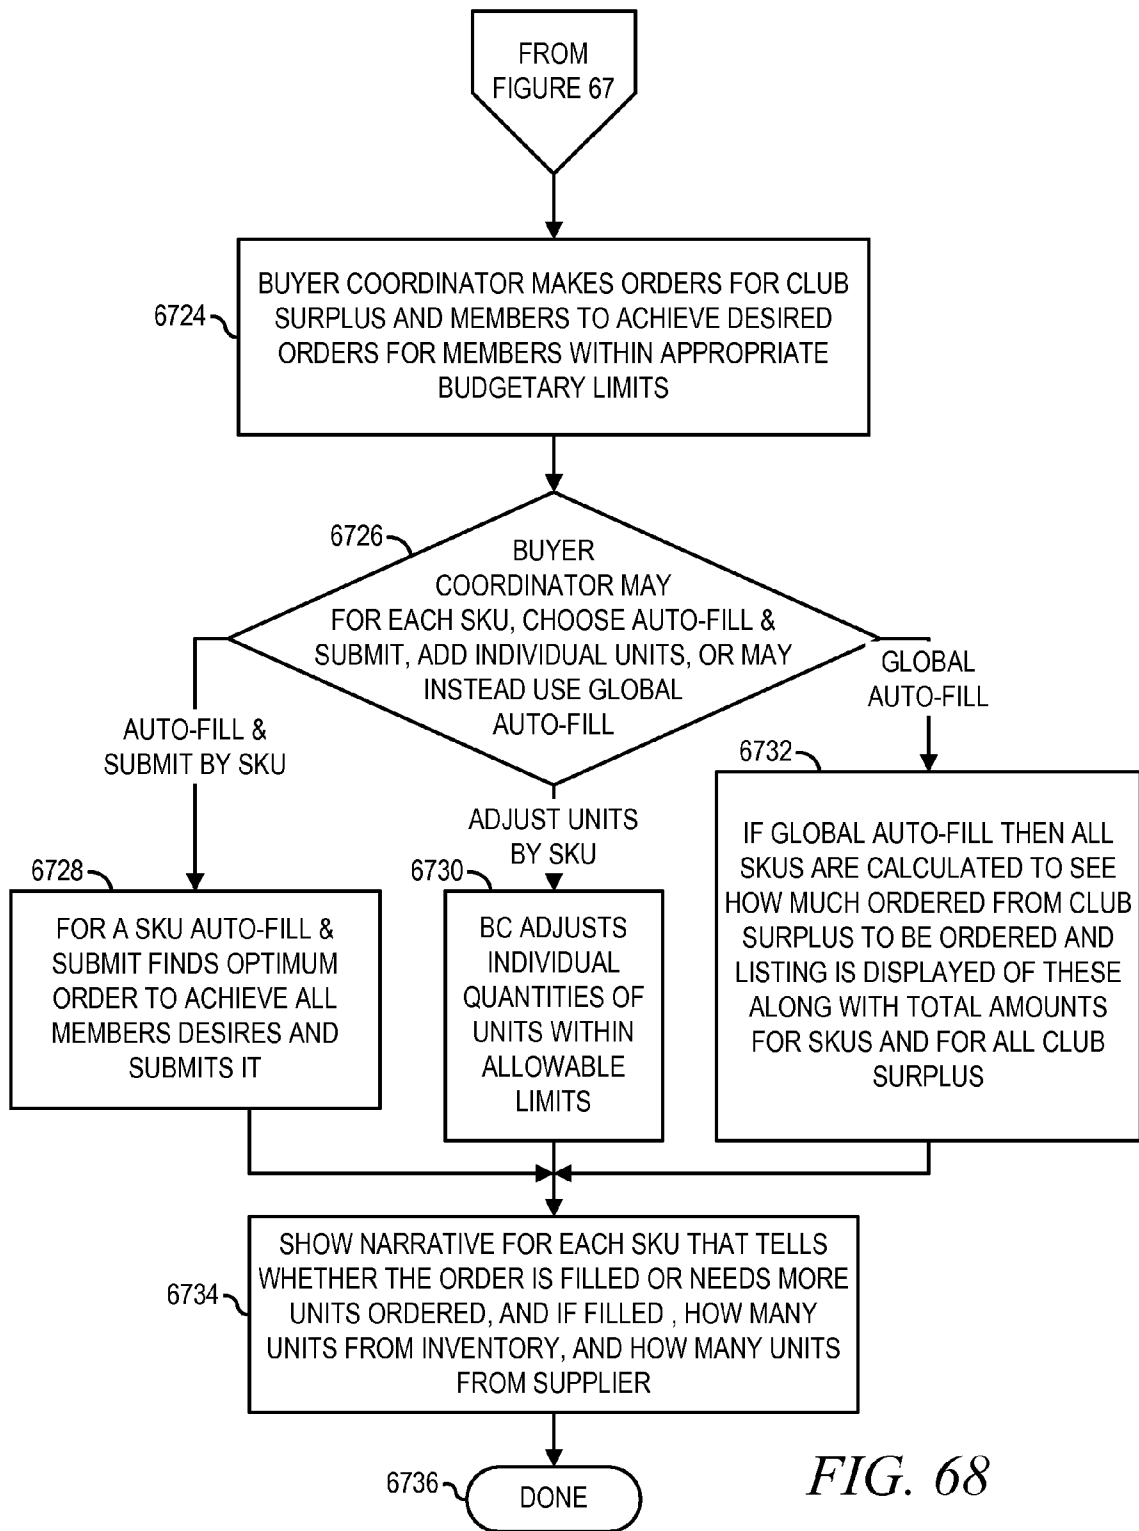 FROM
FIGURE 67
6724
BUYER COORDINATOR MAKES ORDERS FOR CLUB
SURPLUS AND MEMBERS TO ACHIEVE DESIRED
ORDERS FOR MEMBERS WITHIN APPROPRIATE
BUDGETARY LIMITS
6726
BUYER
COORDINATOR MAY
FOR EACH SKU, CHOOSE AUTO-FILL &
SUBMIT, ADD INDIVIDUAL UNITS, OR MAY
INSTEAD USE GLOBAL
AUTO-FILL
AUTO-FILL &
SUBMIT BY SKU
ADJUST UNITS
BY SKU
GLOBAL
AUTO-FILL
6728
FOR A SKU AUTO-FILL &
SUBMIT FINDS OPTIMUM
ORDER TO ACHIEVE ALL
MEMBERS DESIRES AND
SUBMITS IT
6730
BC ADJUSTS
INDIVIDUAL
QUANTITIES OF
UNITS WITHIN
ALLOWABLE
LIMITS
6732
IF GLOBAL AUTO-FILL THEN ALL
SKUS ARE CALCULATED TO SEE
HOW MUCH ORDERED FROM CLUB
SURPLUS TO BE ORDERED AND
LISTING IS DISPLAYED OF THESE
ALONG WITH TOTAL AMOUNTS
FOR SKUS AND FOR ALL CLUB
SURPLUS
6734
SHOW NARRATIVE FOR EACH SKU THAT TELLS
WHETHER THE ORDER IS FILLED OR NEEDS MORE
UNITS ORDERED, AND IF FILLED , HOW MANY
UNITS FROM INVENTORY, AND HOW MANY UNITS
FROM SUPPLIER
6736
DONE
FIG. 68